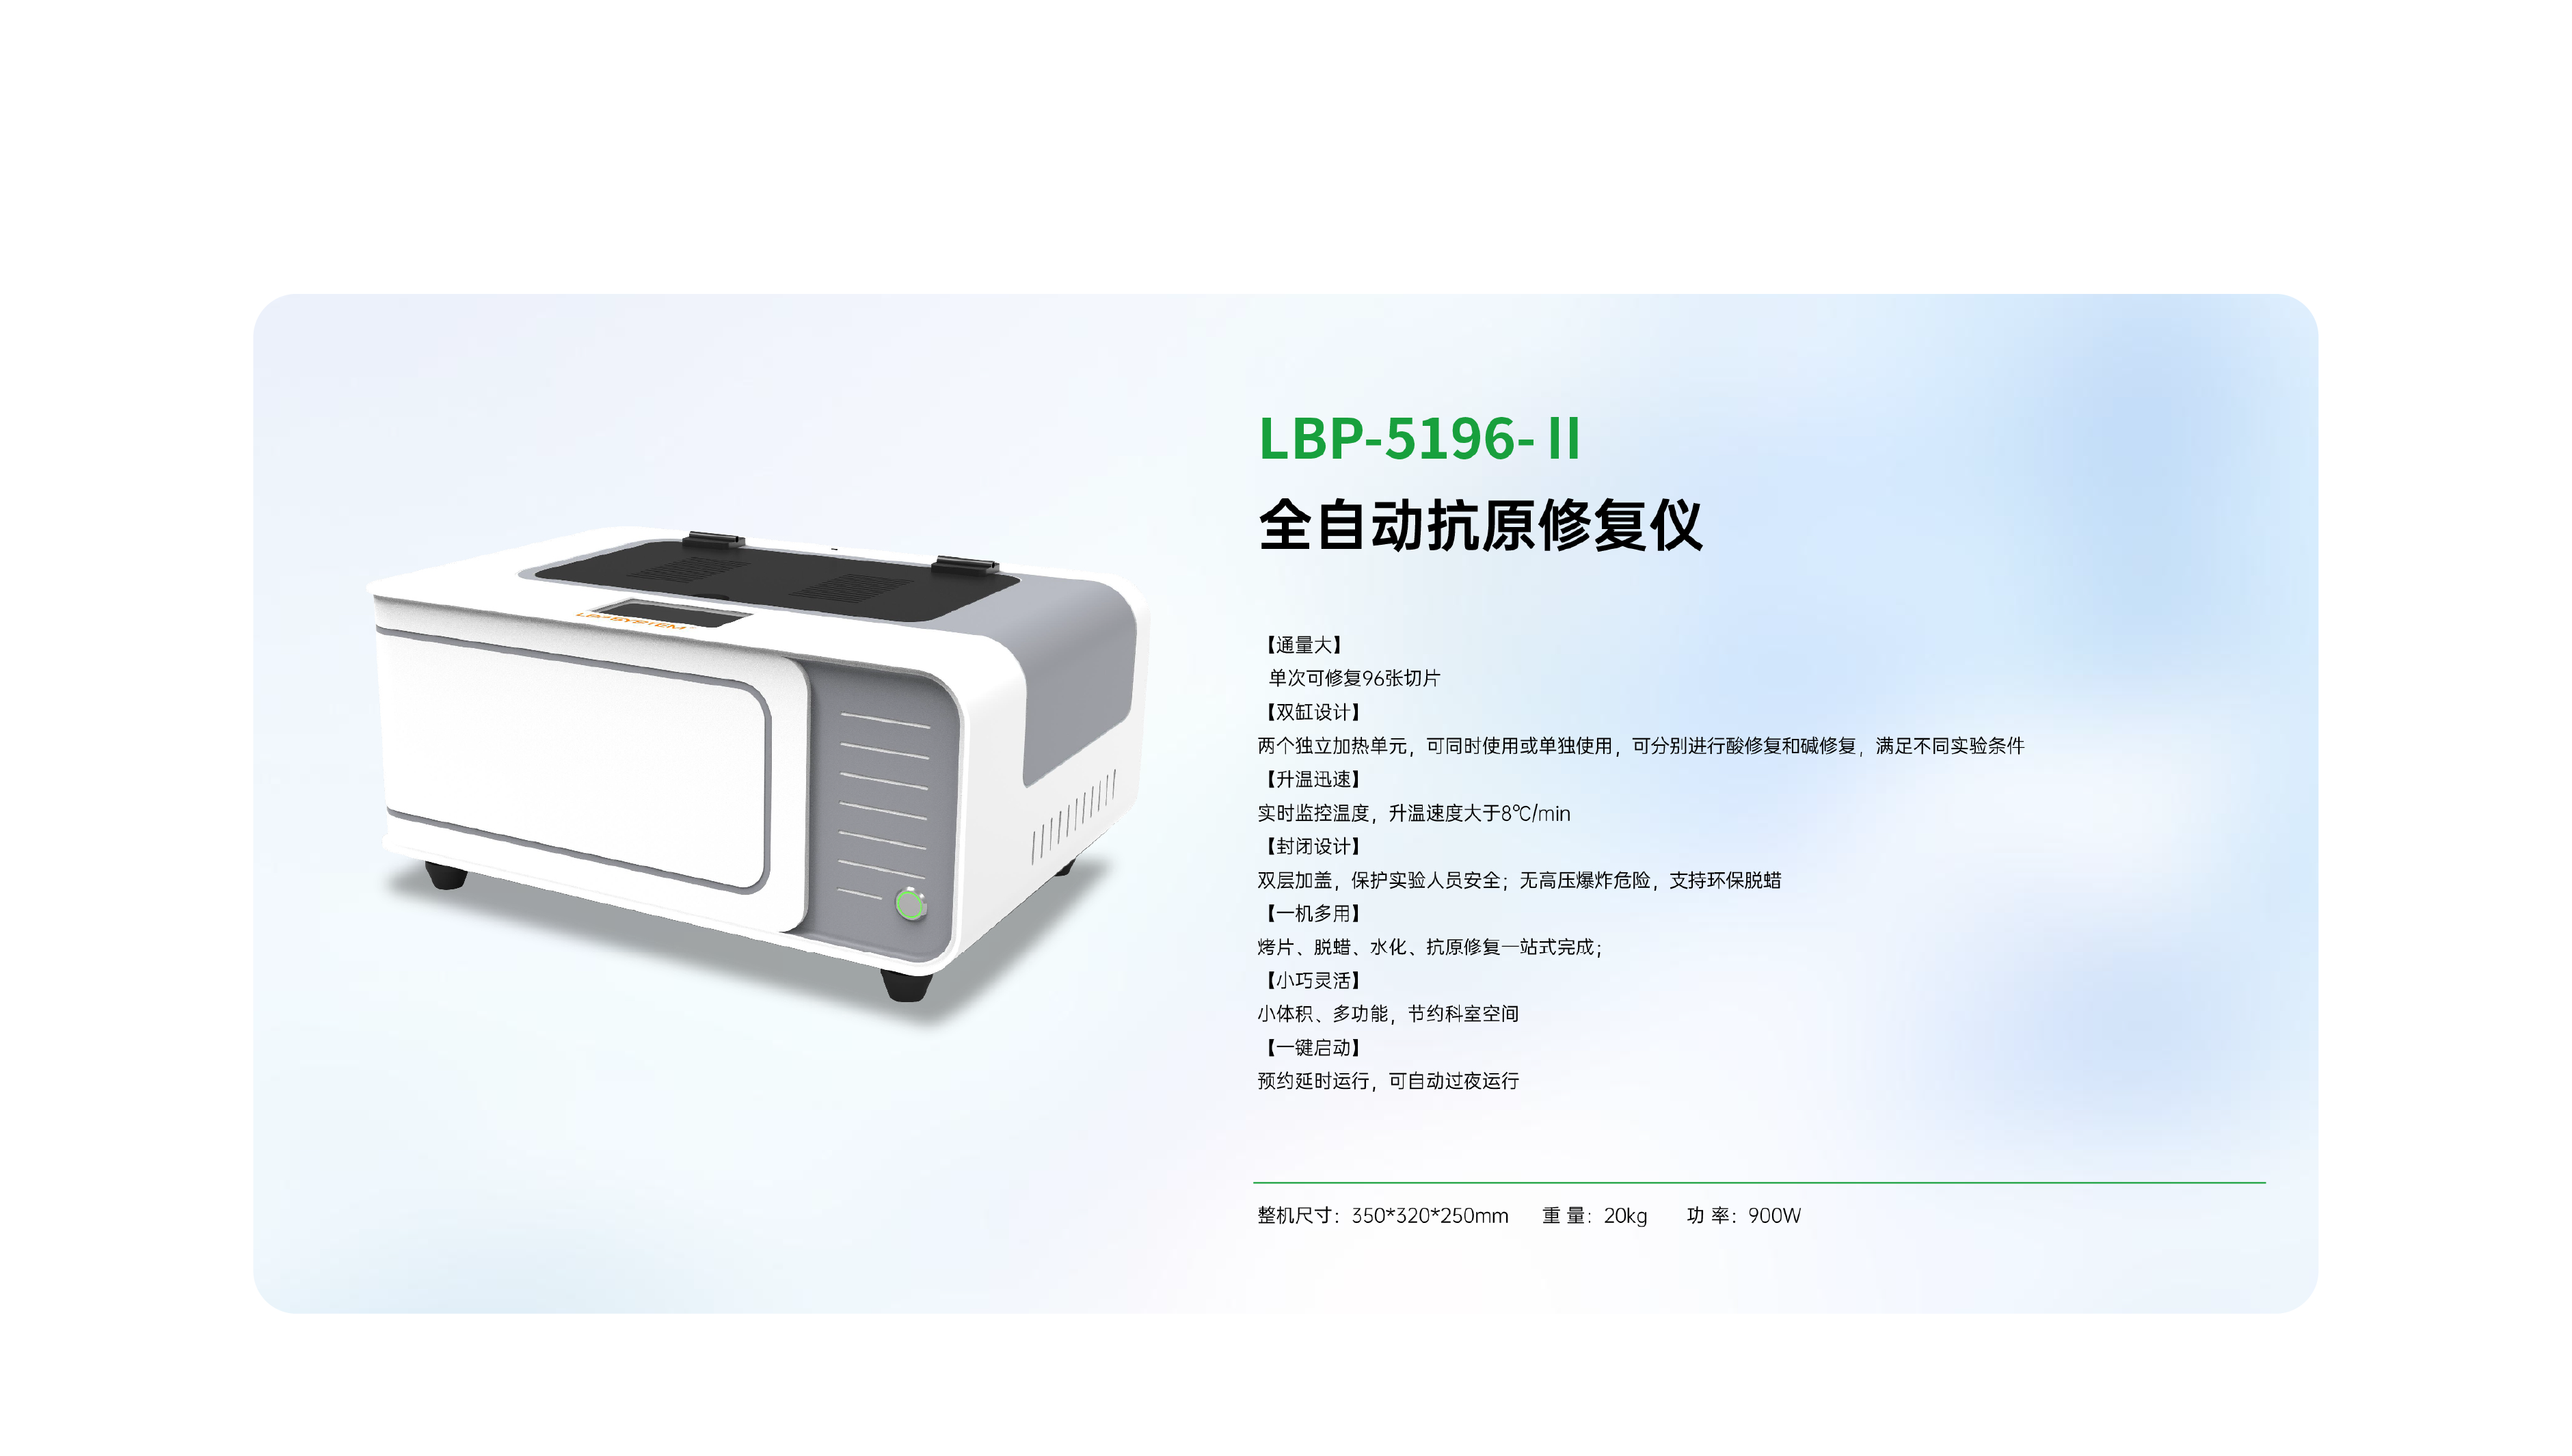 LBP-5196-Ⅱ
全自动抗原修复仪
【通量大】
单次可修复96张切片
【双缸设计】
两个独立加热单元，可同时使用或单独使用，可分别进行酸修复和碱修复，满足不同实验条件
【升温迅速】
实时监控温度，升温速度大于8℃/min
【封闭设计】
双层加盖，保护实验人员安全；无高压爆炸危险，支持环保脱蜡
【一机多用】
烤片、脱蜡、水化、抗原修复一站式完成；
【小巧灵活】
小体积、多功能，节约科室空间
【一键启动】
预约延时运行，可自动过夜运行
整机尺寸：350*320*250mm 重 量：20kg 功 率：900W
LBP SYSTEM